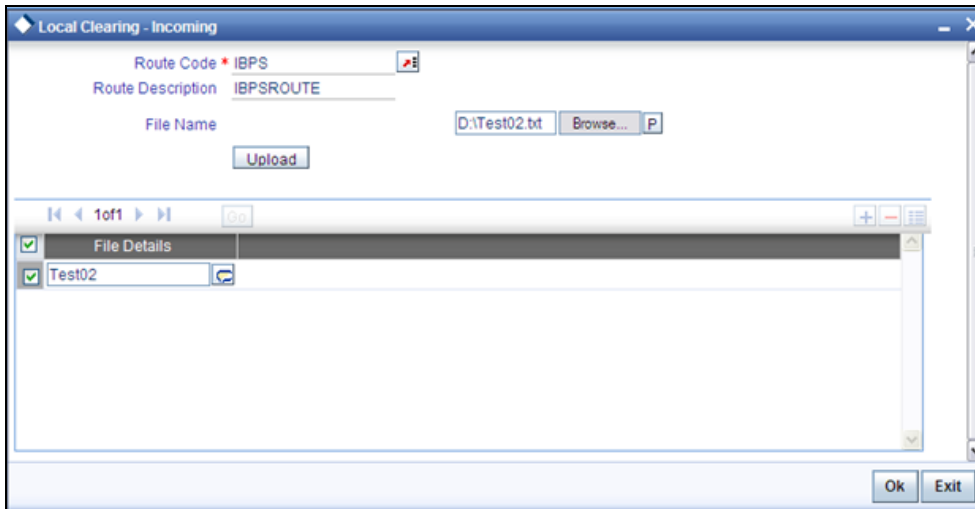 Local Clearing - Incoming
Route Code * IBPS
Route Description IBPSROUTE
File Name D:\Test02.txt Browse... P
Upload
1of1 Go
File Details
Test02
Ok Exit